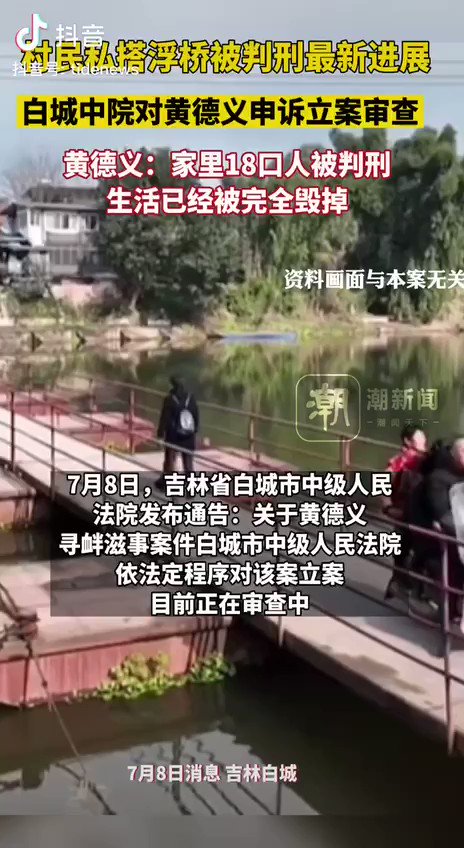 抖音
村民私搭浮桥被判刑最新进展
白城中院对黄德义申诉立案审查
黄德义：家里18口人被判刑
生活已经被完全毁掉
资料画面与本案无关
潮
潮新闻
潮闻天下
7月8日，吉林省白城市中级人民
法院发布通告：关于黄德义
寻衅滋事案件白城市中级人民法院
依法定程序对该案立案
目前正在审查中
7月8日消息 吉林白城